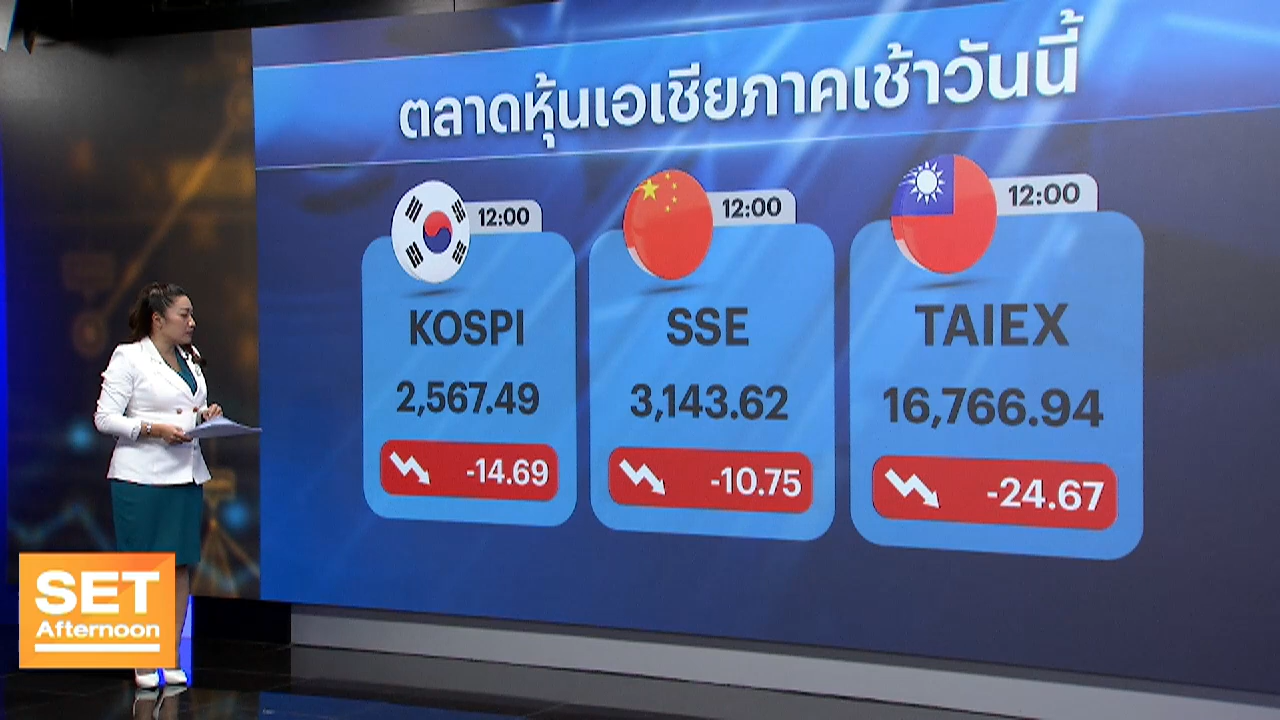 ตลาดหุ้นเอเชียภาคเช้าวันนี้
12:00
KOSPI
2,567.49
-14.69
12:00
SSE
3,143.62
-10.75
12:00
TAIEX
16,766.94
-24.67
SET
Afternoon